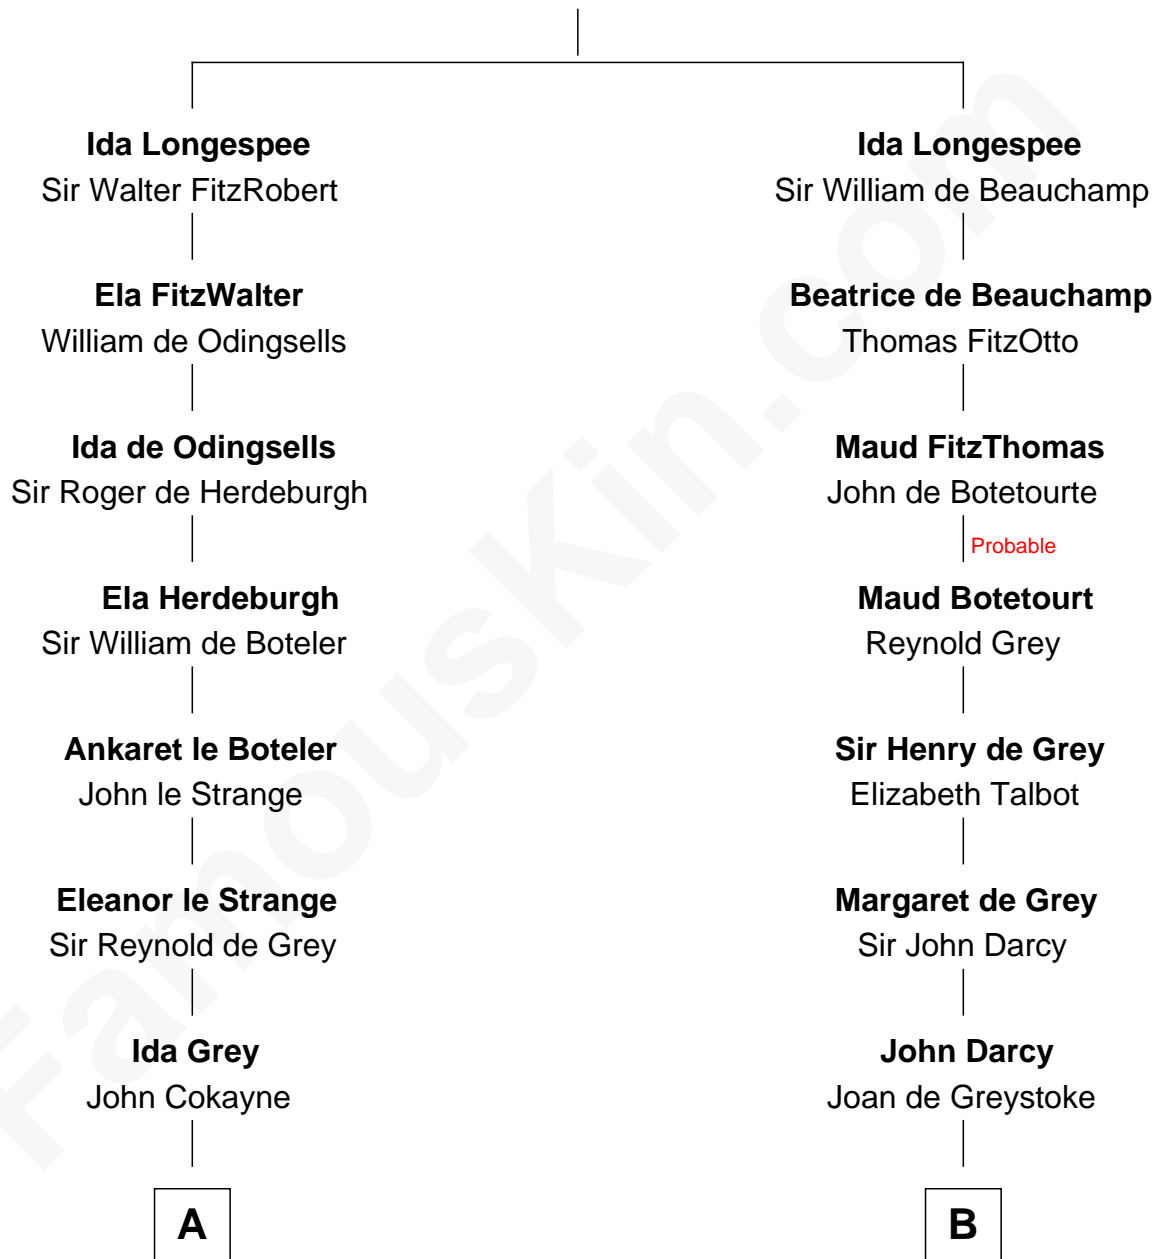 Ida Longespee
Sir Walter FitzRobert
Ela FitzWalter
William de Odingsells
Ida de Odingsells
Sir Roger de Herdeburgh
Ela Herdeburgh
Sir William de Boteler
Ankaret le Boteler
John le Strange
Eleanor le Strange
Sir Reynold de Grey
Ida Grey
John Cokayne
A
Ida Longespee
Sir William de Beauchamp
Beatrice de Beauchamp
Thomas FitzOtto
Maud FitzThomas
John de Botetourte
Probable
Maud Botetourt
Reynold Grey
Sir Henry de Grey
Elizabeth Talbot
Margaret de Grey
Sir John Darcy
John Darcy
Joan de Greystoke
B
FamousKin.com